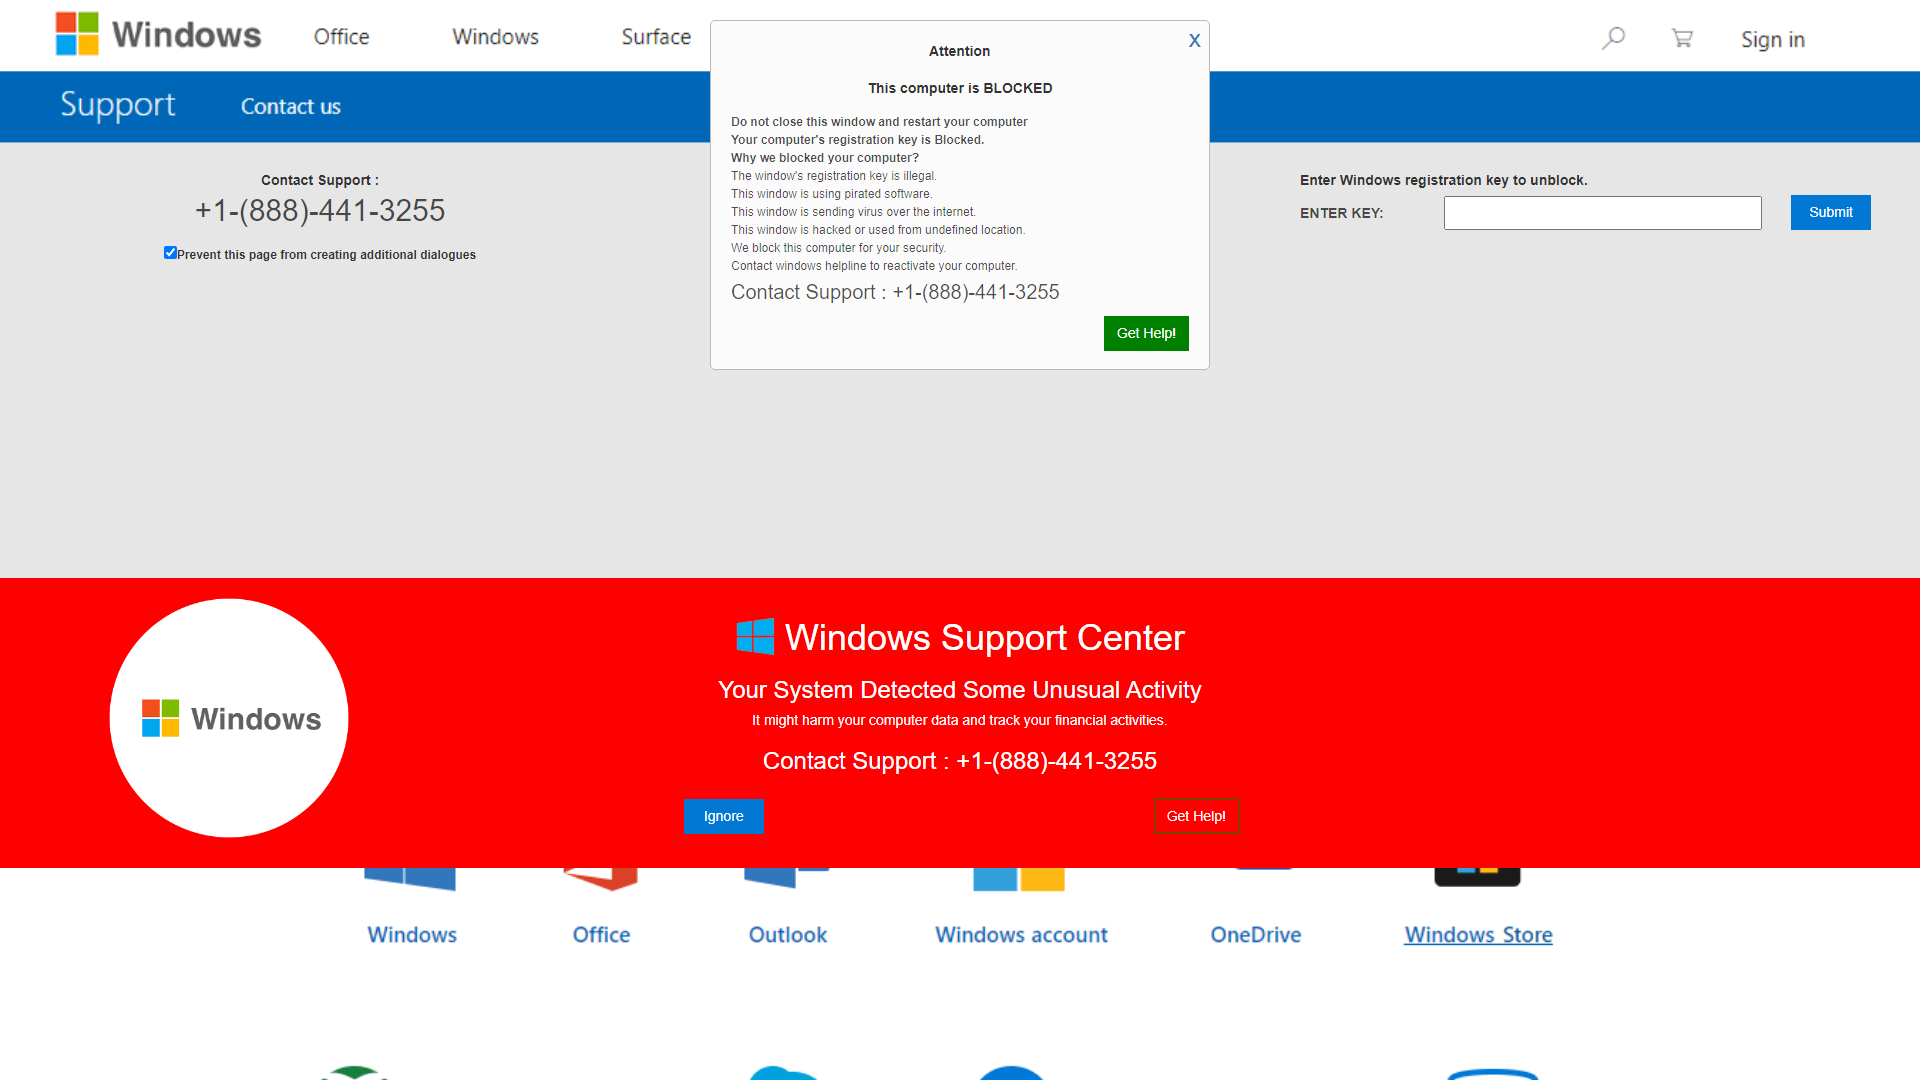 Windows
Office
Windows
Surface
Sign in
Support
Contact us
Attention
X
This computer is BLOCKED
Do not close this window and restart your computer
Your computer's registration key is Blocked.
Why we blocked your computer?
The window's registration key is illegal.
This window is using pirated software.
This window is sending virus over the internet.
This window is hacked or used from undefined location.
We block this computer for your security.
Contact windows helpline to reactivate your computer.
Contact Support : +1-(888)-441-3255
Get Help!
Contact Support :
+1-(888)-441-3255
Prevent this page from creating additional dialogues
Enter Windows registration key to unblock.
ENTER KEY:
Submit
Windows
Windows Support Center
Your System Detected Some Unusual Activity
It might harm your computer data and track your financial activities.
Contact Support : +1-(888)-441-3255
Ignore
Get Help!
Windows
Office
Outlook
Windows account
OneDrive
Windows Store